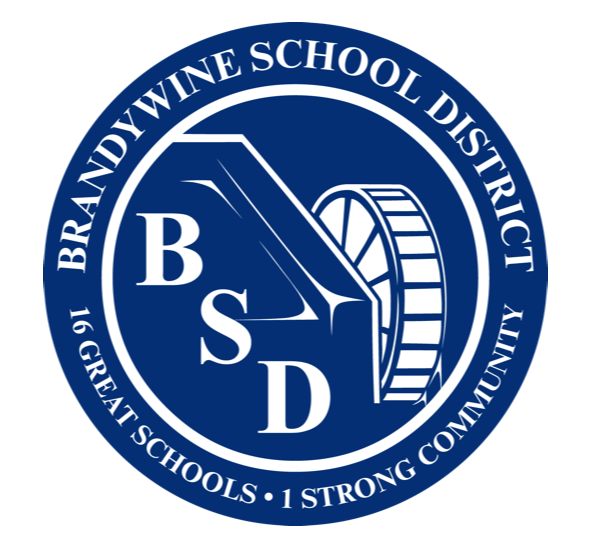 BRANDYWINE SCHOOL DISTRICT
B
S
D
16 GREAT SCHOOLS • 1 STRONG COMMUNITY